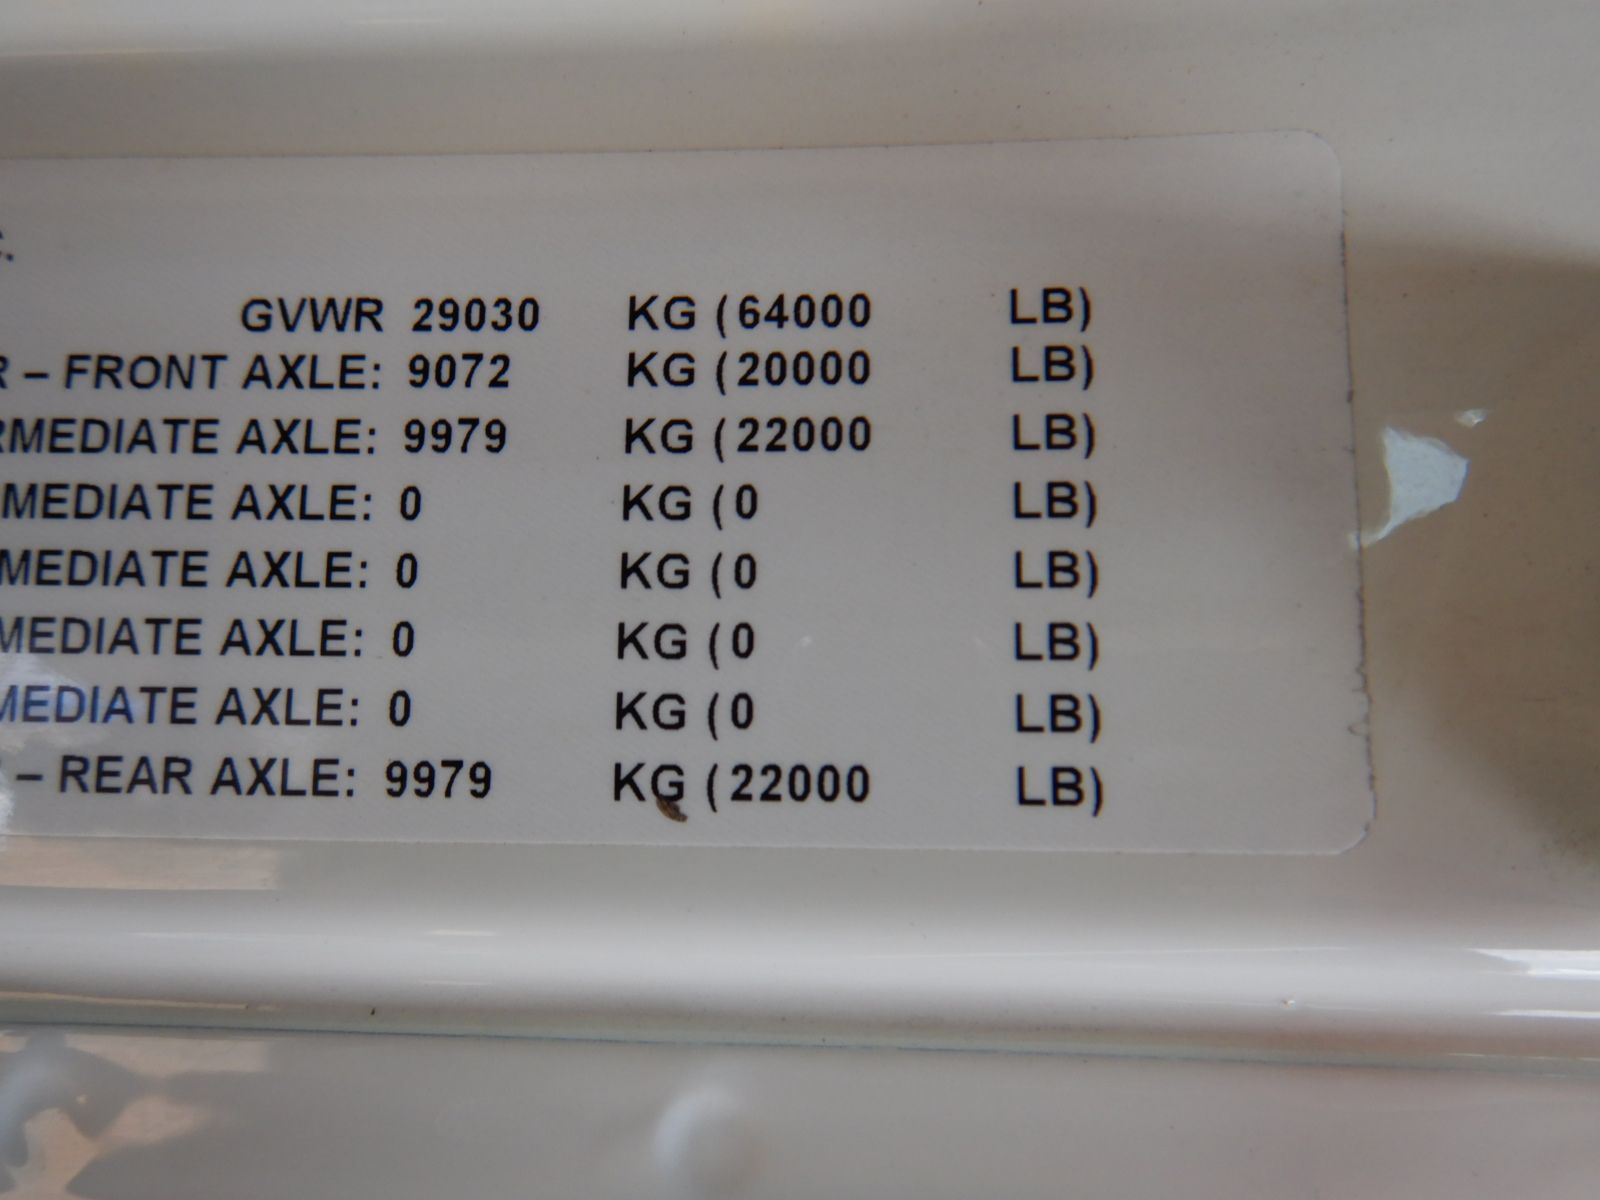 C.
GVWR 29030 KG (64000 LB)
R – FRONT AXLE: 9072 KG (20000 LB)
RMEDIATE AXLE: 9979 KG (22000 LB)
MEDIATE AXLE: 0 KG (0 LB)
MEDIATE AXLE: 0 KG (0 LB)
MEDIATE AXLE: 0 KG (0 LB)
MEDIATE AXLE: 0 KG (0 LB)
– REAR AXLE: 9979 KG (22000 LB)